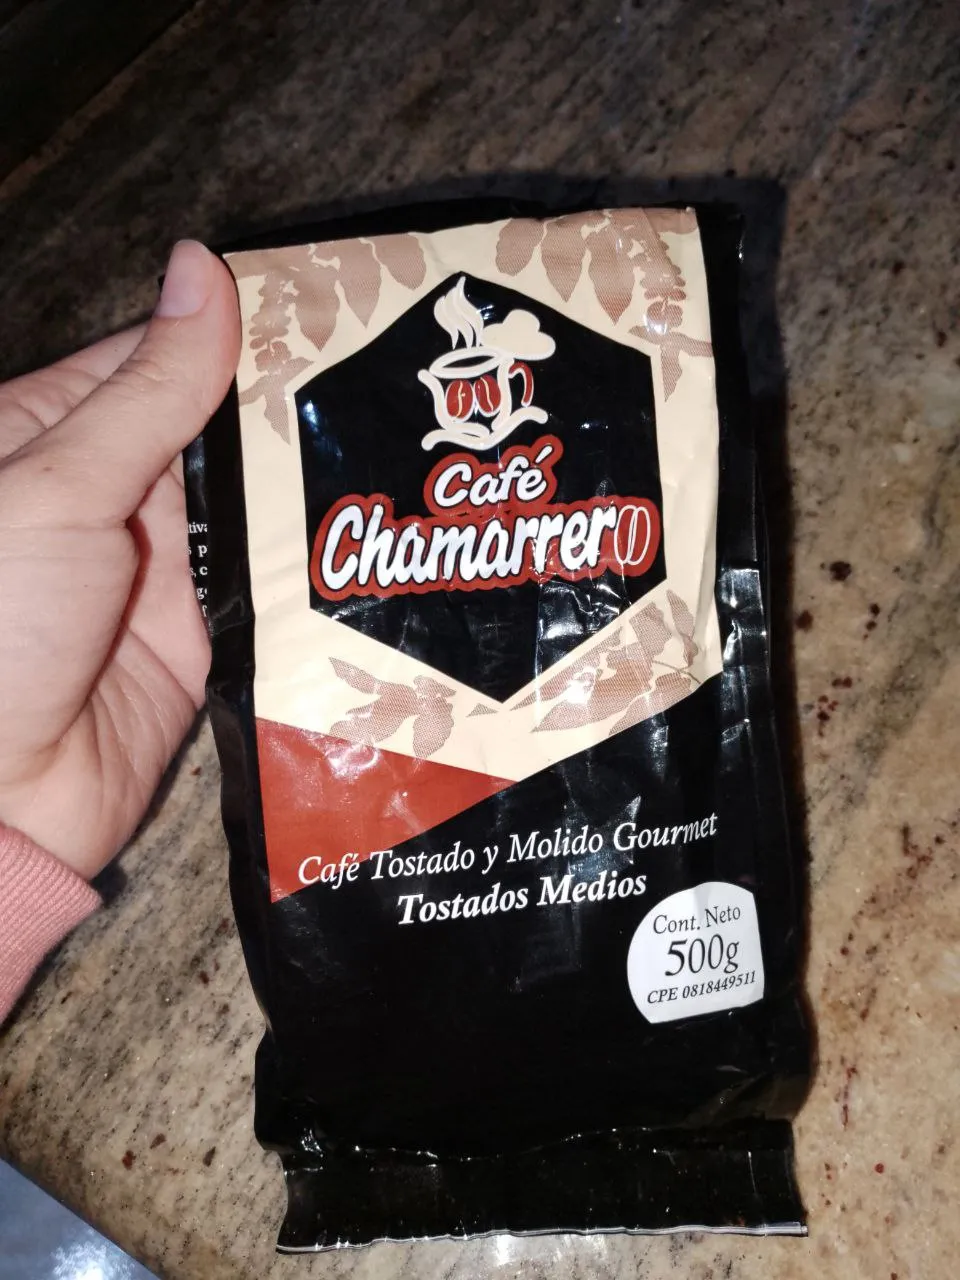 Café
Chamarrero
Café Tostado y Molido Gourmet
Tostados Medios
Cont. Neto
500g
CPE 0818449511